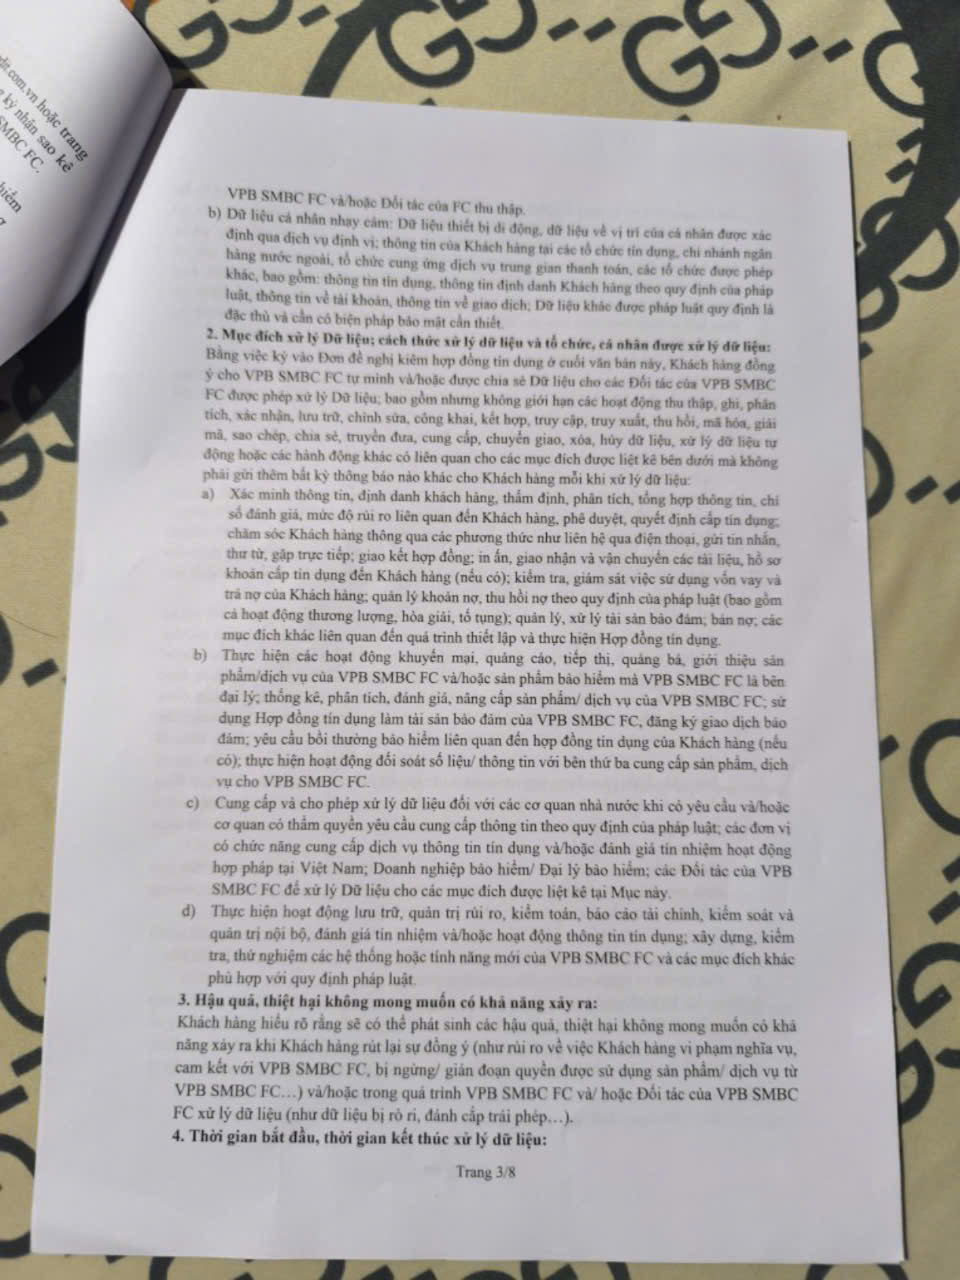 dit.com.vn hoặc trang
ký nhận sao kê
SMBC FC.
hiểm
VPB SMBC FC và/hoặc Đối tác của FC thu thập.
b) Dữ liệu cá nhân nhạy cảm: Dữ liệu thiết bị di động, dữ liệu về vị trí của cá nhân được xác
định qua dịch vụ định vị; thông tin của Khách hàng tại các tổ chức tín dụng, chi nhánh ngân
hàng nước ngoài, tổ chức cung ứng dịch vụ trung gian thanh toán, các tổ chức được phép
khác, bao gồm: thông tin tín dụng, thông tin định danh Khách hàng theo quy định của pháp
luật, thông tin về tài khoản, thông tin về giao dịch; Dữ liệu khác được pháp luật quy định là
đặc thù và cần có biện pháp bảo mật cần thiết.
2. Mục đích xử lý Dữ liệu; cách thức xử lý dữ liệu và tổ chức, cá nhân được xử lý dữ liệu:
Bằng việc ký vào Đơn đề nghị kiêm hợp đồng tín dụng ở cuối văn bản này, Khách hàng đồng
ý cho VPB SMBC FC tự mình và/hoặc được chia sẻ Dữ liệu cho các Đối tác của VPB SMBC
FC được phép xử lý Dữ liệu; bao gồm nhưng không giới hạn các hoạt động thu thập, ghi, phân
tích, xác nhận, lưu trữ, chỉnh sửa, công khai, kết hợp, truy cập, truy xuất, thu hồi, mã hóa, giải
mã, sao chép, chia sẻ, truyền đưa, cung cấp, chuyển giao, xóa, hủy dữ liệu, xử lý dữ liệu tự
động hoặc các hành động khác có liên quan cho các mục đích được liệt kê bên dưới mà không
phải gửi thêm bất kỳ thông báo nào khác cho Khách hàng mỗi khi xử lý dữ liệu:
a) Xác minh thông tin, định danh khách hàng, thẩm định, phân tích, tổng hợp thông tin, chỉ
số đánh giá, mức độ rủi ro liên quan đến Khách hàng, phê duyệt, quyết định cấp tín dụng;
chăm sóc Khách hàng thông qua các phương thức như liên hệ qua điện thoại, gửi tin nhắn,
thư từ, gặp trực tiếp; giao kết hợp đồng; in ấn, giao nhận và vận chuyển các tài liệu, hồ sơ
khoản cấp tín dụng đến Khách hàng (nếu có); kiểm tra, giám sát việc sử dụng vốn vay và
trả nợ của Khách hàng; quản lý khoản nợ, thu hồi nợ theo quy định của pháp luật (bao gồm
cả hoạt động thương lượng, hòa giải, tố tụng); quản lý, xử lý tài sản bảo đảm; bán nợ; các
mục đích khác liên quan đến quá trình thiết lập và thực hiện Hợp đồng tín dụng.
b) Thực hiện các hoạt động khuyến mại, quảng cáo, tiếp thị, quảng bá, giới thiệu sản
phẩm/dịch vụ của VPB SMBC FC và/hoặc sản phẩm bảo hiểm mà VPB SMBC FC là bên
đại lý; thống kê, phân tích, đánh giá, nâng cấp sản phẩm/ dịch vụ của VPB SMBC FC; sử
dụng Hợp đồng tín dụng làm tài sản bảo đảm của VPB SMBC FC, đăng ký giao dịch bảo
đảm; yêu cầu bồi thường bảo hiểm liên quan đến hợp đồng tín dụng của Khách hàng (nếu
có); thực hiện hoạt động đối soát số liệu/ thông tin với bên thứ ba cung cấp sản phẩm, dịch
vụ cho VPB SMBC FC.
c) Cung cấp và cho phép xử lý dữ liệu đối với các cơ quan nhà nước khi có yêu cầu và/hoặc
cơ quan có thẩm quyền yêu cầu cung cấp thông tin theo quy định của pháp luật; các đơn vị
có chức năng cung cấp dịch vụ thông tin tín dụng và/hoặc đánh giá tín nhiệm hoạt động
hợp pháp tại Việt Nam; Doanh nghiệp bảo hiểm/ Đại lý bảo hiểm; các Đối tác của VPB
SMBC FC để xử lý Dữ liệu cho các mục đích được liệt kê tại Mục này.
d) Thực hiện hoạt động lưu trữ, quản trị rủi ro, kiểm toán, báo cáo tài chính, kiểm soát và
quản trị nội bộ, đánh giá tín nhiệm và/hoặc hoạt động thông tin tín dụng; xây dựng, kiểm
tra, thử nghiệm các hệ thống hoặc tính năng mới của VPB SMBC FC và các mục đích khác
phù hợp với quy định pháp luật.
3. Hậu quả, thiệt hại không mong muốn có khả năng xảy ra:
Khách hàng hiểu rõ rằng sẽ có thể phát sinh các hậu quả, thiệt hại không mong muốn có khả
năng xảy ra khi Khách hàng rút lại sự đồng ý (như rủi ro về việc Khách hàng vi phạm nghĩa vụ,
cam kết với VPB SMBC FC, bị ngừng/ gián đoạn quyền được sử dụng sản phẩm/ dịch vụ từ
VPB SMBC FC…) và/hoặc trong quá trình VPB SMBC FC và/ hoặc Đối tác của VPB SMBC
FC xử lý dữ liệu (như dữ liệu bị rò rỉ, đánh cắp trái phép…).
4. Thời gian bắt đầu, thời gian kết thúc xử lý dữ liệu:
Trang 3/8